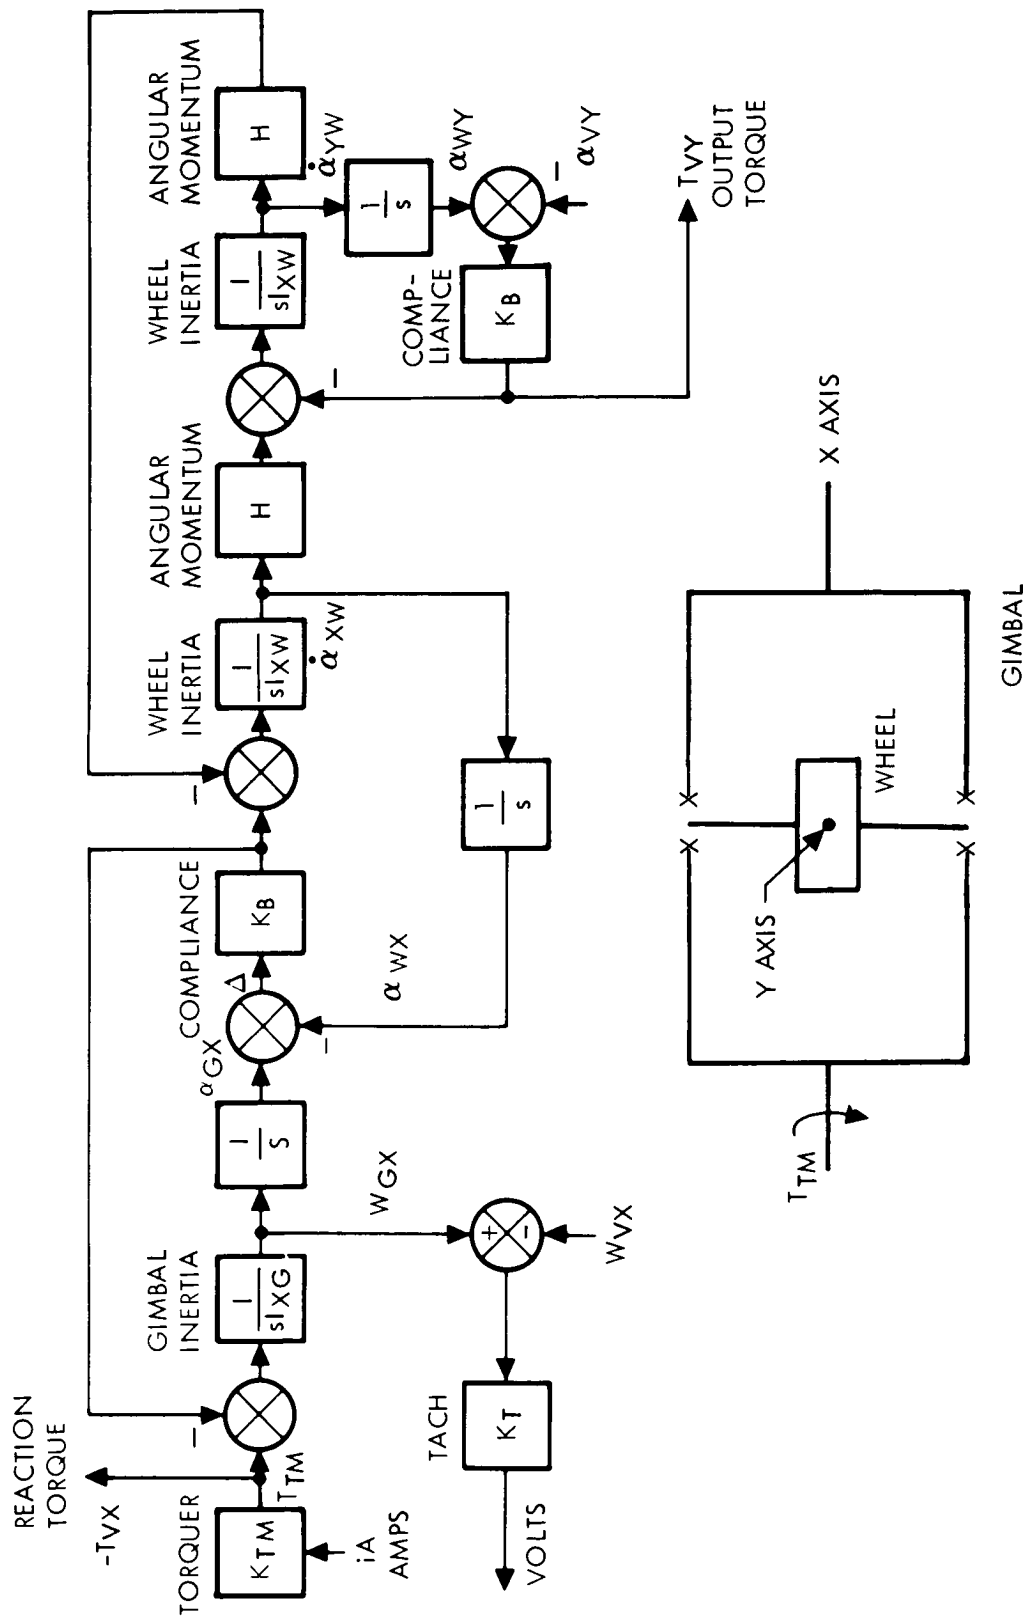 REACTION
TORQUE
-TVX
TORQUER
KTM
TTM
iA
AMPS
−
GIMBAL
INERTIA
1
sIXG
WGX
+
-
WVX
TACH
KT
VOLTS
1
S
αGX
−
Δ
COMPLIANCE
KB
αWX
1
s
−
WHEEL
INERTIA
1
sIXW
α̇XW
ANGULAR
MOMENTUM
H
−
WHEEL
INERTIA
1
sIXW
ANGULAR
MOMENTUM
H
α̇YW
1
s
αWY
−
αVY
COMP-
LIANCE
KB
TVY
OUTPUT
TORQUE
TTM
Y AXIS
WHEEL
X AXIS
GIMBAL
X
X
X
X